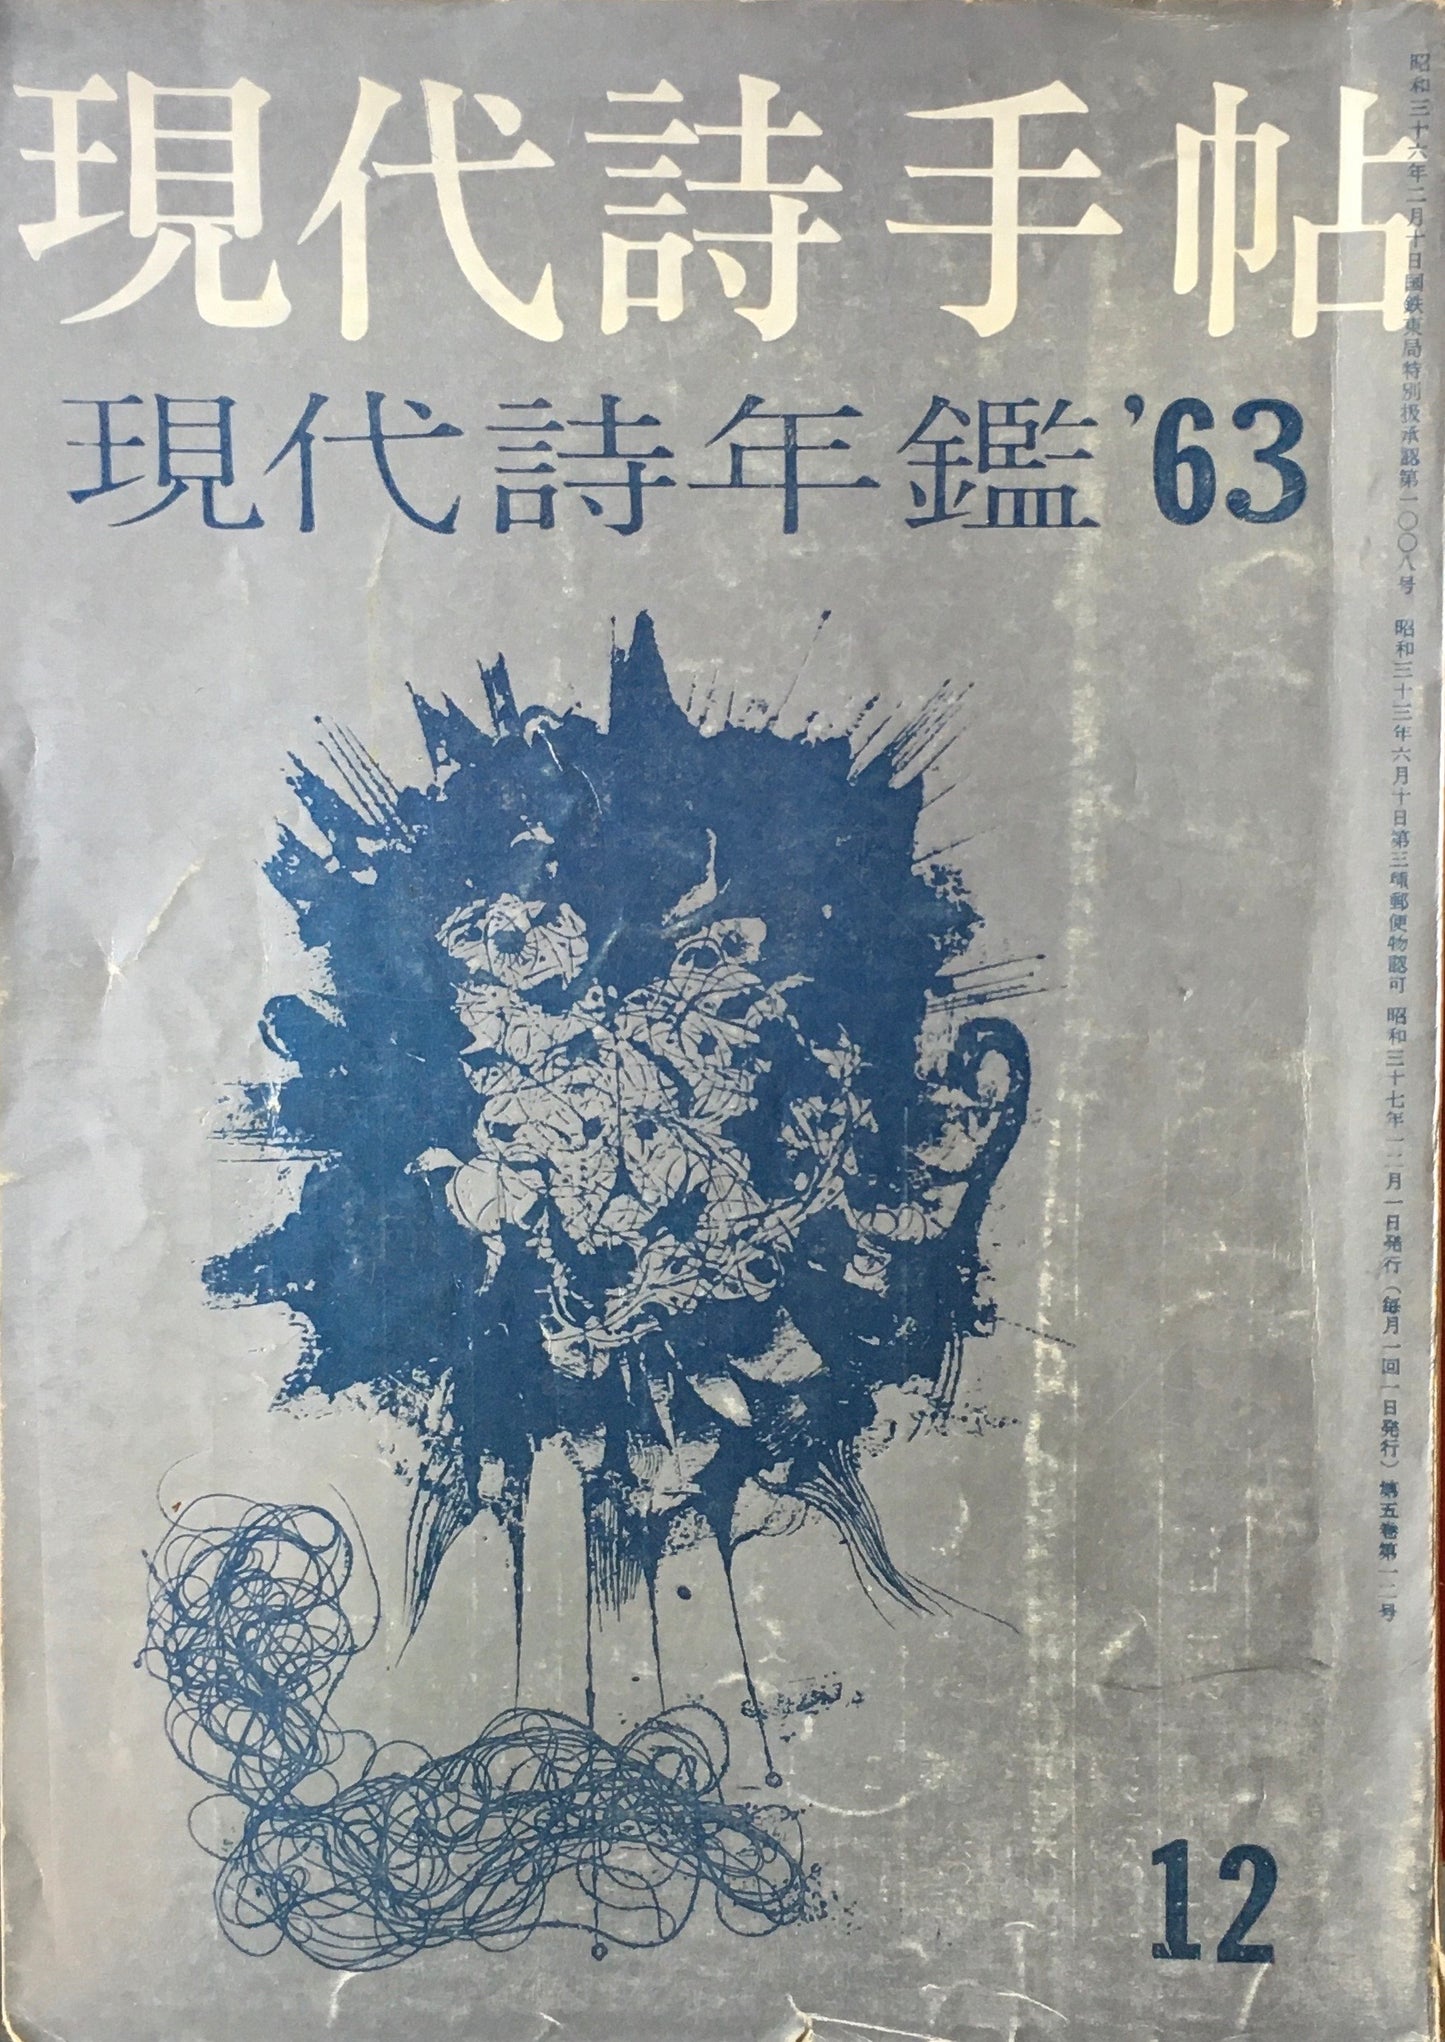 現代詩手帖
現代詩年鑑'63
昭和三十六年二月十日国鉄東局特別扱承認第一〇〇八号 昭和三十三年六月十日第三種郵便物認可 昭和三十七年一二月一日発行（毎月一回一日発行）第五巻第一二号
12